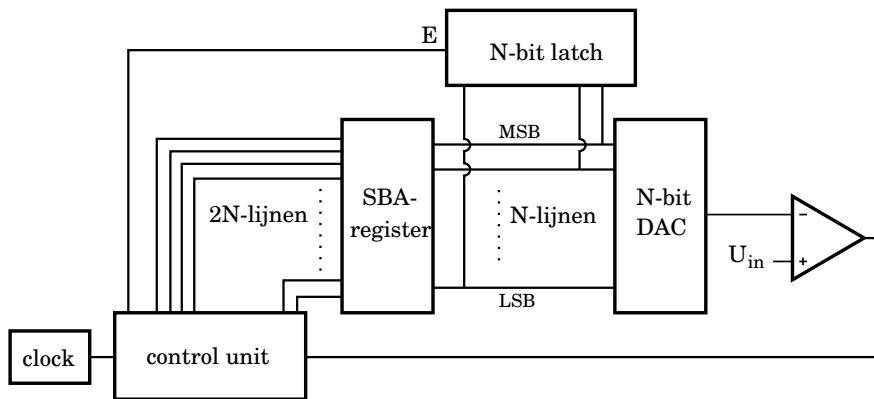 E
N-bit latch
MSB
2N-lijnen
SBA-
register
N-lijnen
N-bit
DAC
−
U_in
+
LSB
clock
control unit